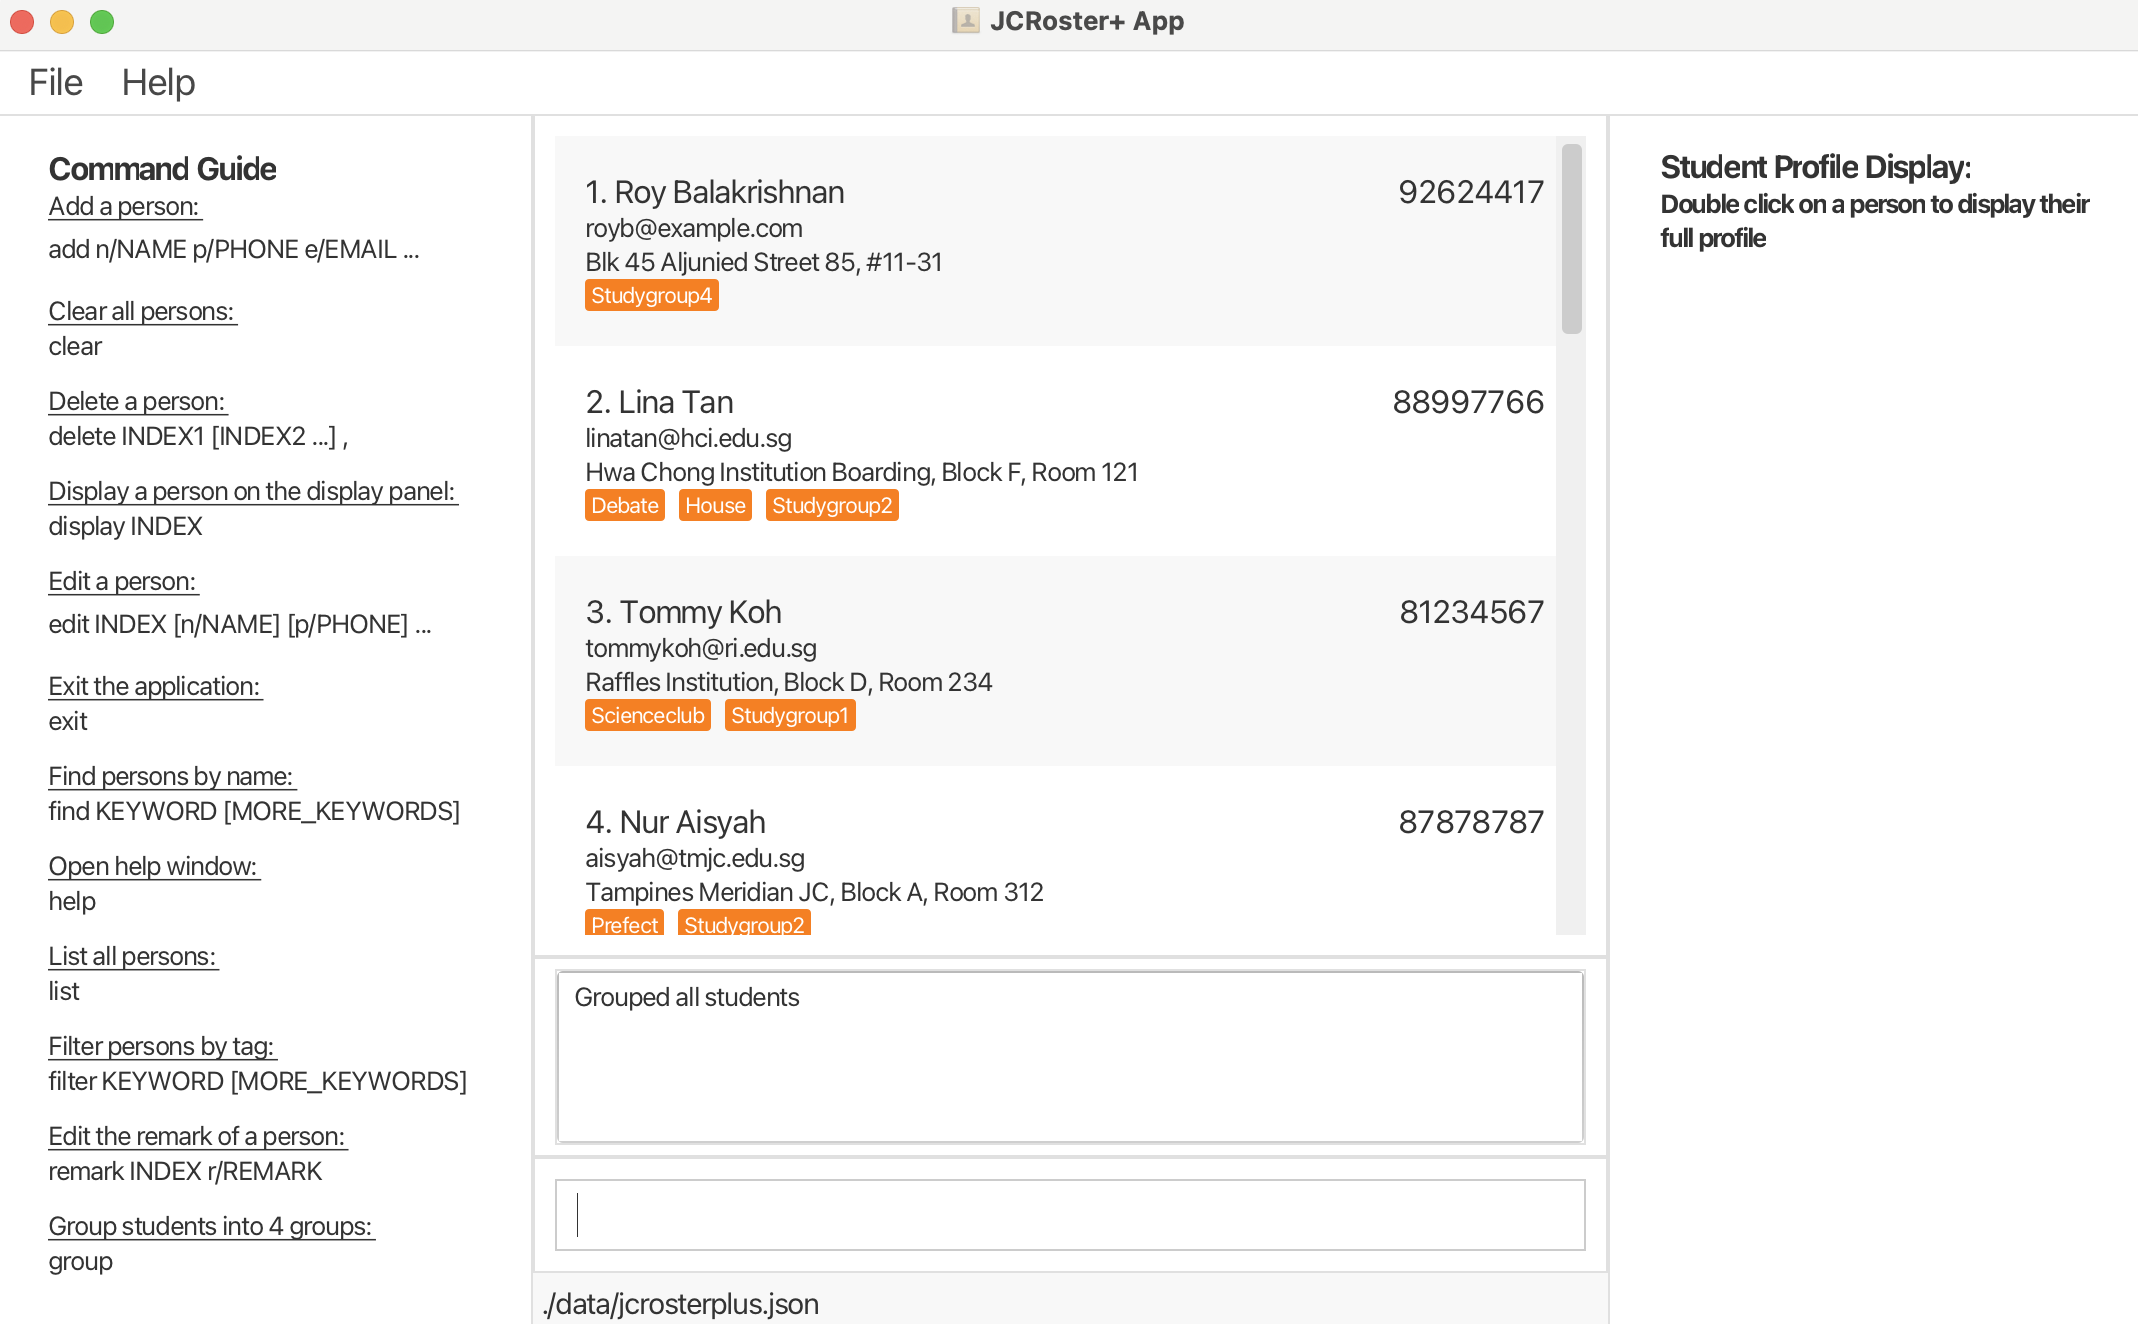 JCRoster+ App
File Help
Command Guide
Add a person:
add n/NAME p/PHONE e/EMAIL ...
Clear all persons:
clear
Delete a person:
delete INDEX1 [INDEX2 ...] ,
Display a person on the display panel:
display INDEX
Edit a person:
edit INDEX [n/NAME] [p/PHONE] ...
Exit the application:
exit
Find persons by name:
find KEYWORD [MORE_KEYWORDS]
Open help window:
help
List all persons:
list
Filter persons by tag:
filter KEYWORD [MORE_KEYWORDS]
Edit the remark of a person:
remark INDEX r/REMARK
Group students into 4 groups:
group
1. Roy Balakrishnan 92624417
royb@example.com
Blk 45 Aljunied Street 85, #11-31
Studygroup4
2. Lina Tan 88997766
linatan@hci.edu.sg
Hwa Chong Institution Boarding, Block F, Room 121
Debate House Studygroup2
3. Tommy Koh 81234567
tommykoh@ri.edu.sg
Raffles Institution, Block D, Room 234
Scienceclub Studygroup1
4. Nur Aisyah 87878787
aisyah@tmjc.edu.sg
Tampines Meridian JC, Block A, Room 312
Prefect Studygroup2
Grouped all students
./data/jcrosterplus.json
Student Profile Display:
Double click on a person to display their
full profile